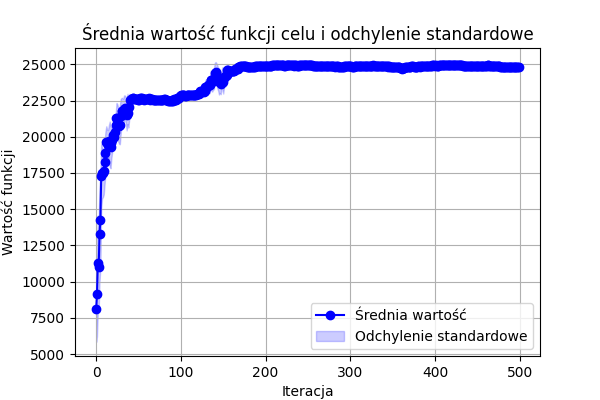 Średnia wartość funkcji celu i odchylenie standardowe
25000
22500
20000
17500
15000
12500
10000
7500
5000
Wartość funkcji
0 100 200 300 400 500
Iteracja
Średnia wartość
Odchylenie standardowe